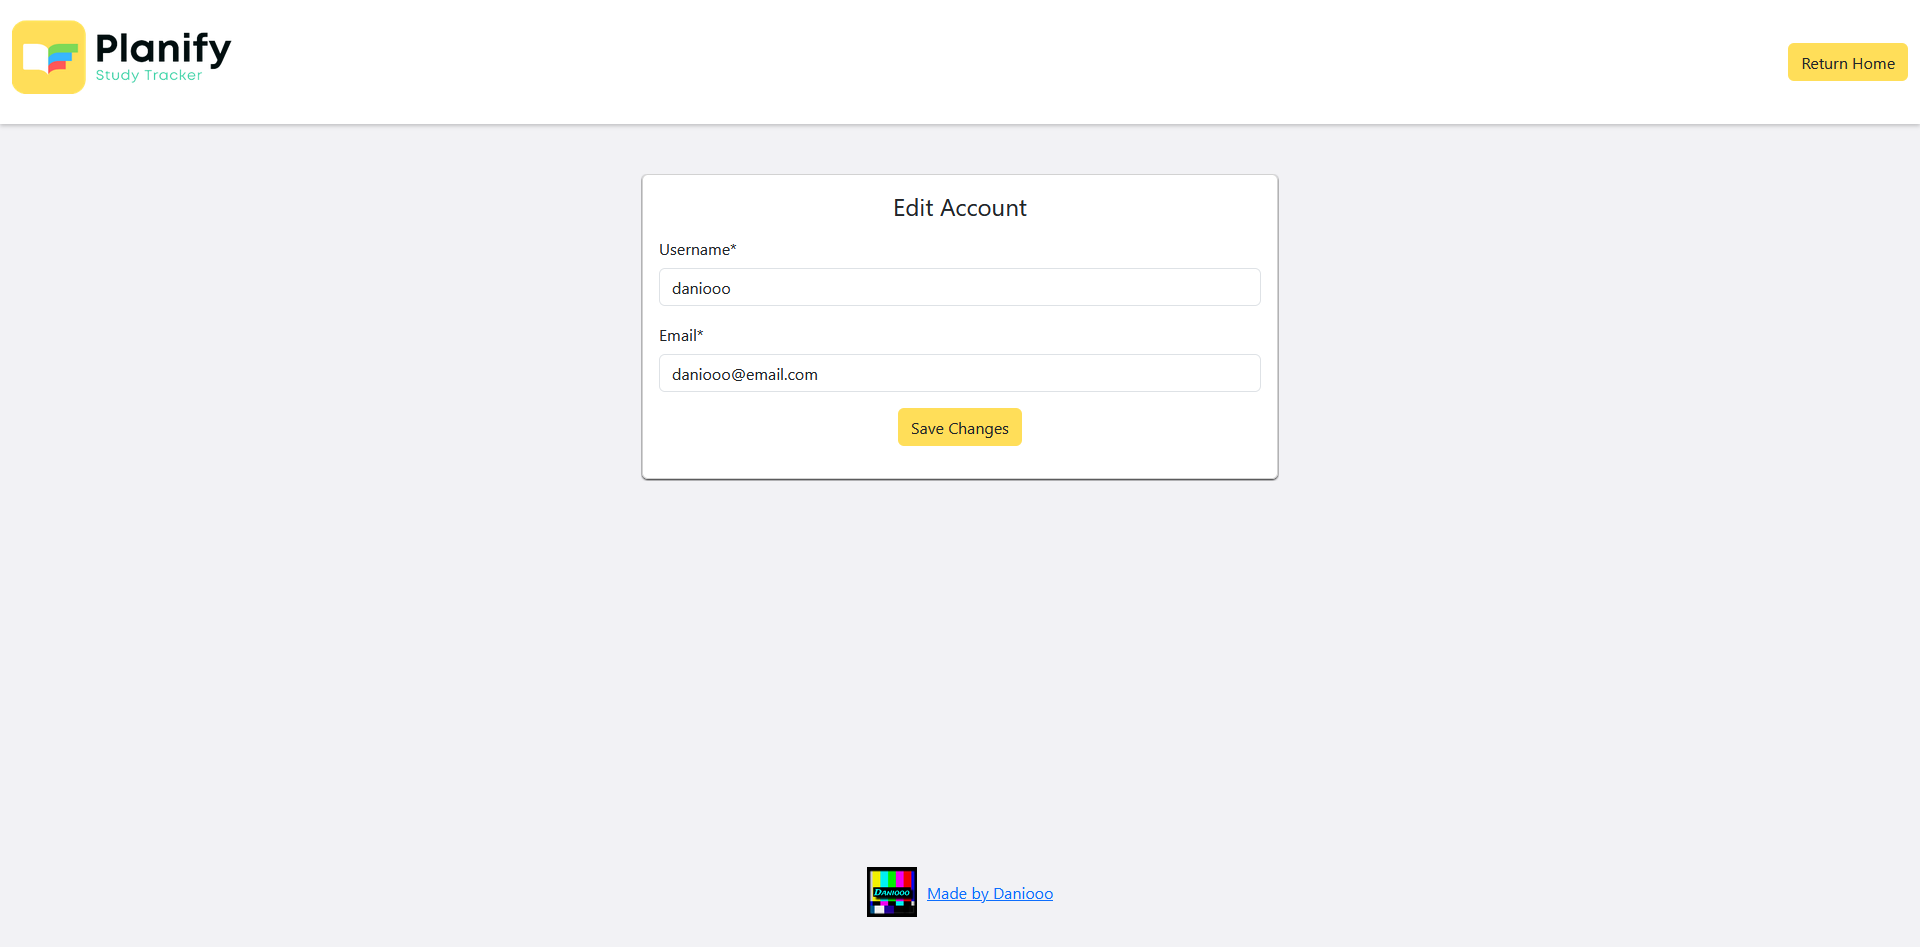 Planify
Study Tracker
Return Home
Edit Account
Username*
daniooo
Email*
daniooo@email.com
Save Changes
DANIOOO
Made by Daniooo